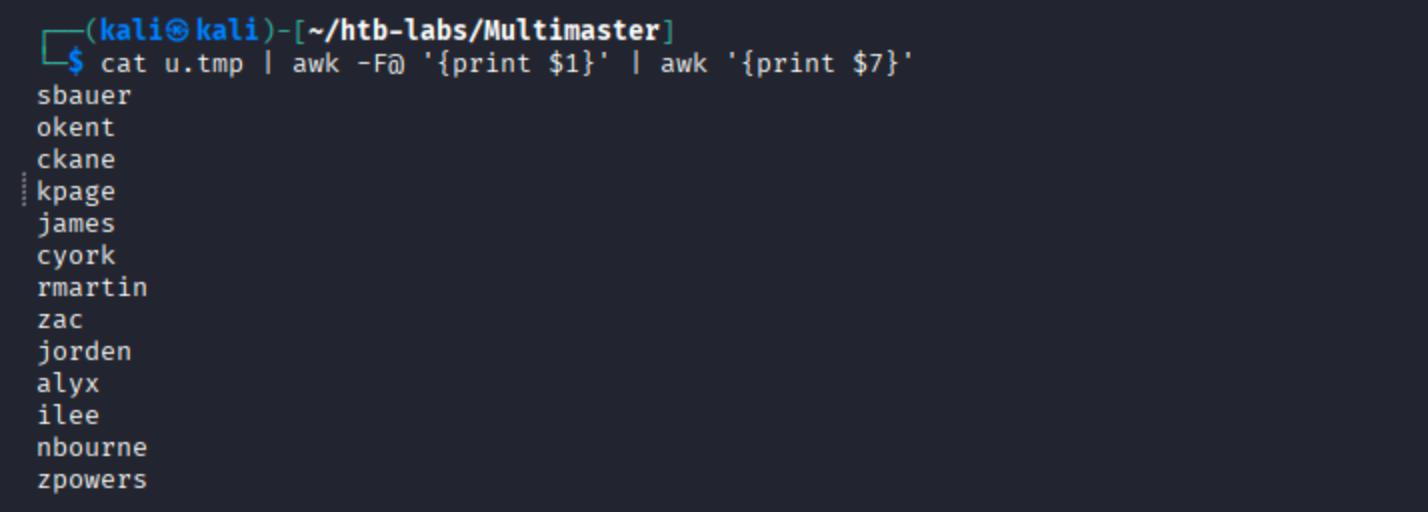 ┌──(kali㉿kali)-[~/htb-labs/Multimaster]
└─$ cat u.tmp | awk -F@ '{print $1}' | awk '{print $7}'
sbauer
okent
ckane
kpage
james
cyork
rmartin
zac
jorden
alyx
ilee
nbourne
zpowers